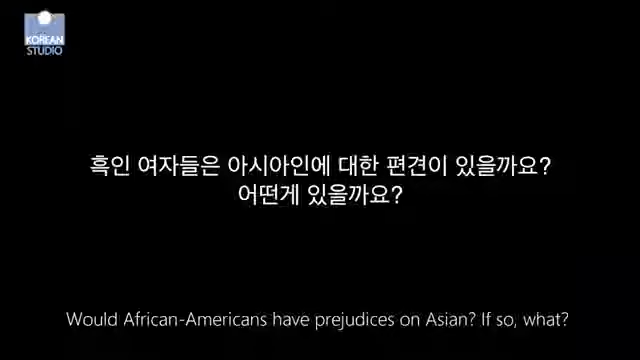 KOREAN
STUDIO
흑인 여자들은 아시아인에 대한 편견이 있을까요?
어떤게 있을까요?
Would African-Americans have prejudices on Asian? If so, what?